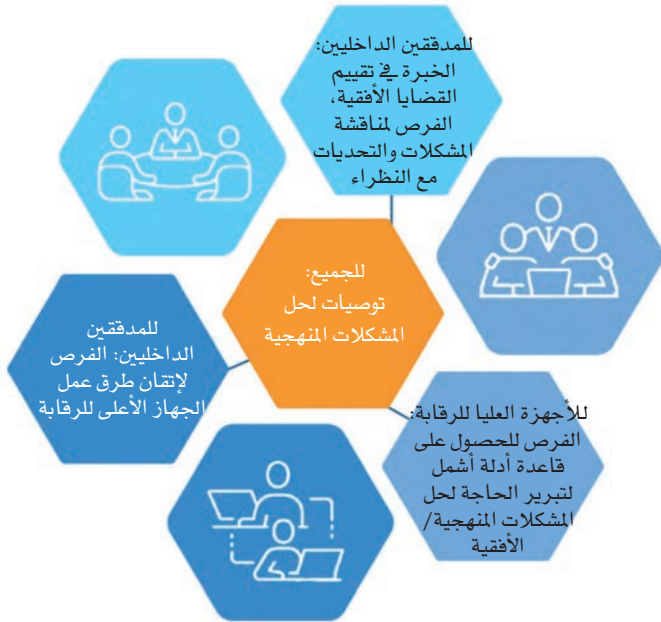 للمدققين الداخليين:
الخبرة في تقييم
القضايا الأفقية،
الفرص لمناقشة
المشكلات والتحديات
مع النظراء
للجميع:
توصيات لحل
المشكلات المنهجية
للمدققين
الداخليين: الفرص
لإتقان طرق عمل
الجهاز الأعلى للرقابة
للأجهزة العليا للرقابة:
الفرص للحصول على
قاعدة أدلة أشمل
لتبرير الحاجة لحل
المشكلات المنهجية/
الأفقية